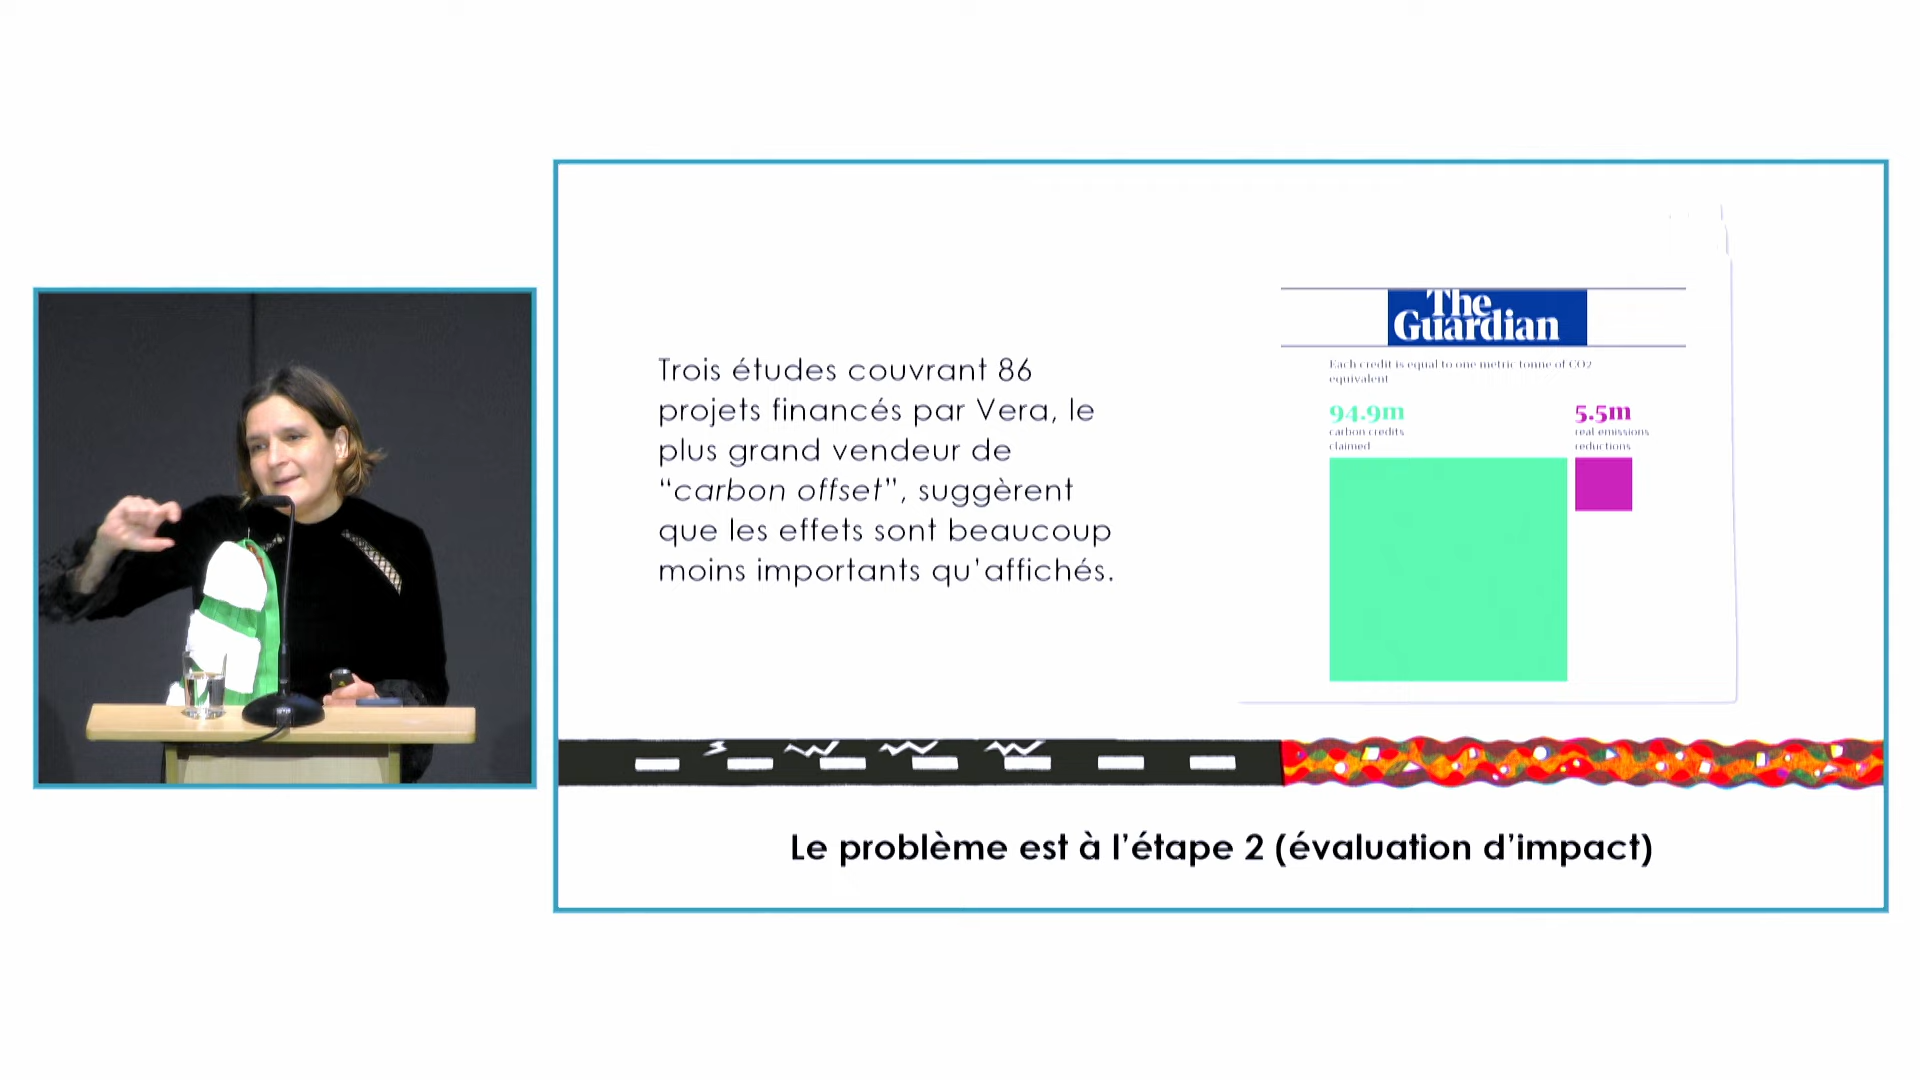 Trois études couvrant 86
projets financés par Vera, le
plus grand vendeur de
“carbon offset”, suggèrent
que les effets sont beaucoup
moins importants qu’affichés.
The
Guardian
Each credit is equal to one metric tonne of CO2
equivalent
94.9m
carbon credits
claimed
5.5m
real emissions
reductions
Le problème est à l’étape 2 (évaluation d’impact)